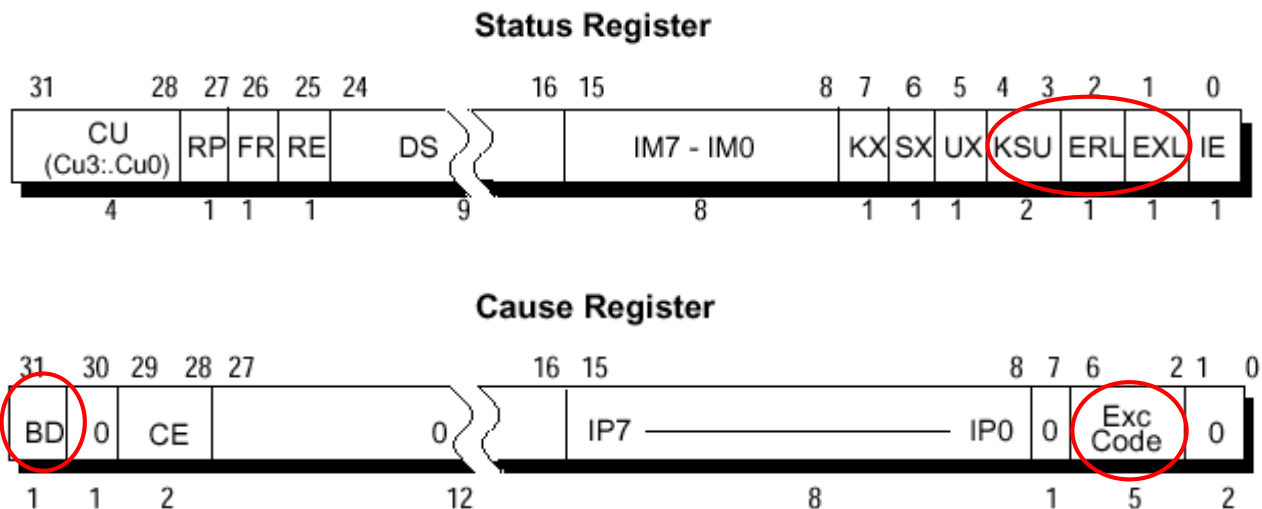 Status Register
31 28 27 26 25 24 16 15 8 7 6 5 4 3 2 1 0
CU
(Cu3:.Cu0) RP FR RE DS IM7 - IM0 KX SX UX KSU ERL EXL IE
4 1 1 1 9 8 1 1 1 2 1 1 1
Cause Register
31 30 29 28 27 16 15 8 7 6 2 1 0
BD 0 CE 0 IP7 IP0 0 Exc
Code 0
1 1 2 12 8 1 5 2